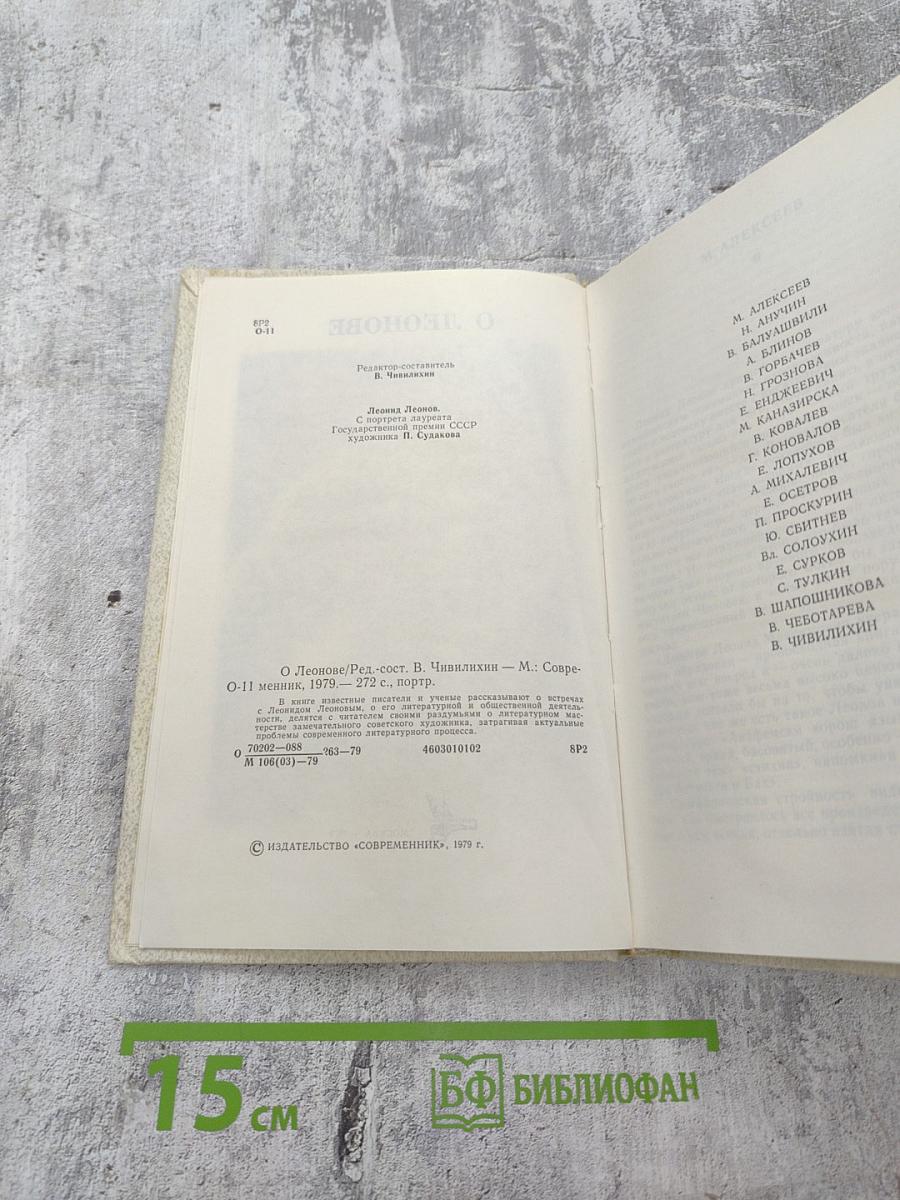 8Р2
О-11
О ЛЕОНОВЕ
Редактор-составитель
В. Чивилихин
Леонид Леонов.
С портрета лауреата
Государственной премии СССР
художника П. Судакова
О Леонове/Ред.-сост. В. Чивилихин — М.: Совре-
О-11 менник, 1979.— 272 с., портр.
В книге известные писатели и ученые рассказывают о встречах
с Леонидом Леоновым, о его литературной и общественной деятель-
ности, делятся с читателем своими раздумьями о литературном мас-
терстве замечательного советского художника, затрагивая актуальные
проблемы современного литературного процесса.
О 70202—088 ?63—79 4603010102 8Р2
М 106(03)—79
© ИЗДАТЕЛЬСТВО «СОВРЕМЕННИК», 1979 г.
М. АЛЕКСЕЕВ
М. АЛЕКСЕЕВ
Н. АНУЧИН
В. БАЛУАШВИЛИ
А. БЛИНОВ
В. ГОРБАЧЕВ
Н. ГРОЗНОВА
Е. ЕНДЖЕЕВИЧ
М. КАНАЗИРСКА
В. КОВАЛЕВ
Г. КОНОВАЛОВ
Е. ЛОПУХОВ
А. МИХАЛЕВИЧ
Е. ОСЕТРОВ
П. ПРОСКУРИН
Ю. СБИТНЕВ
Вл. СОЛОУХИН
Е. СУРКОВ
С. ТУЛКИН
В. ШАПОШНИКОВА
В. ЧЕБОТАРЕВА
В. ЧИВИЛИХИН
15 см
БФ БИБЛИОФАН